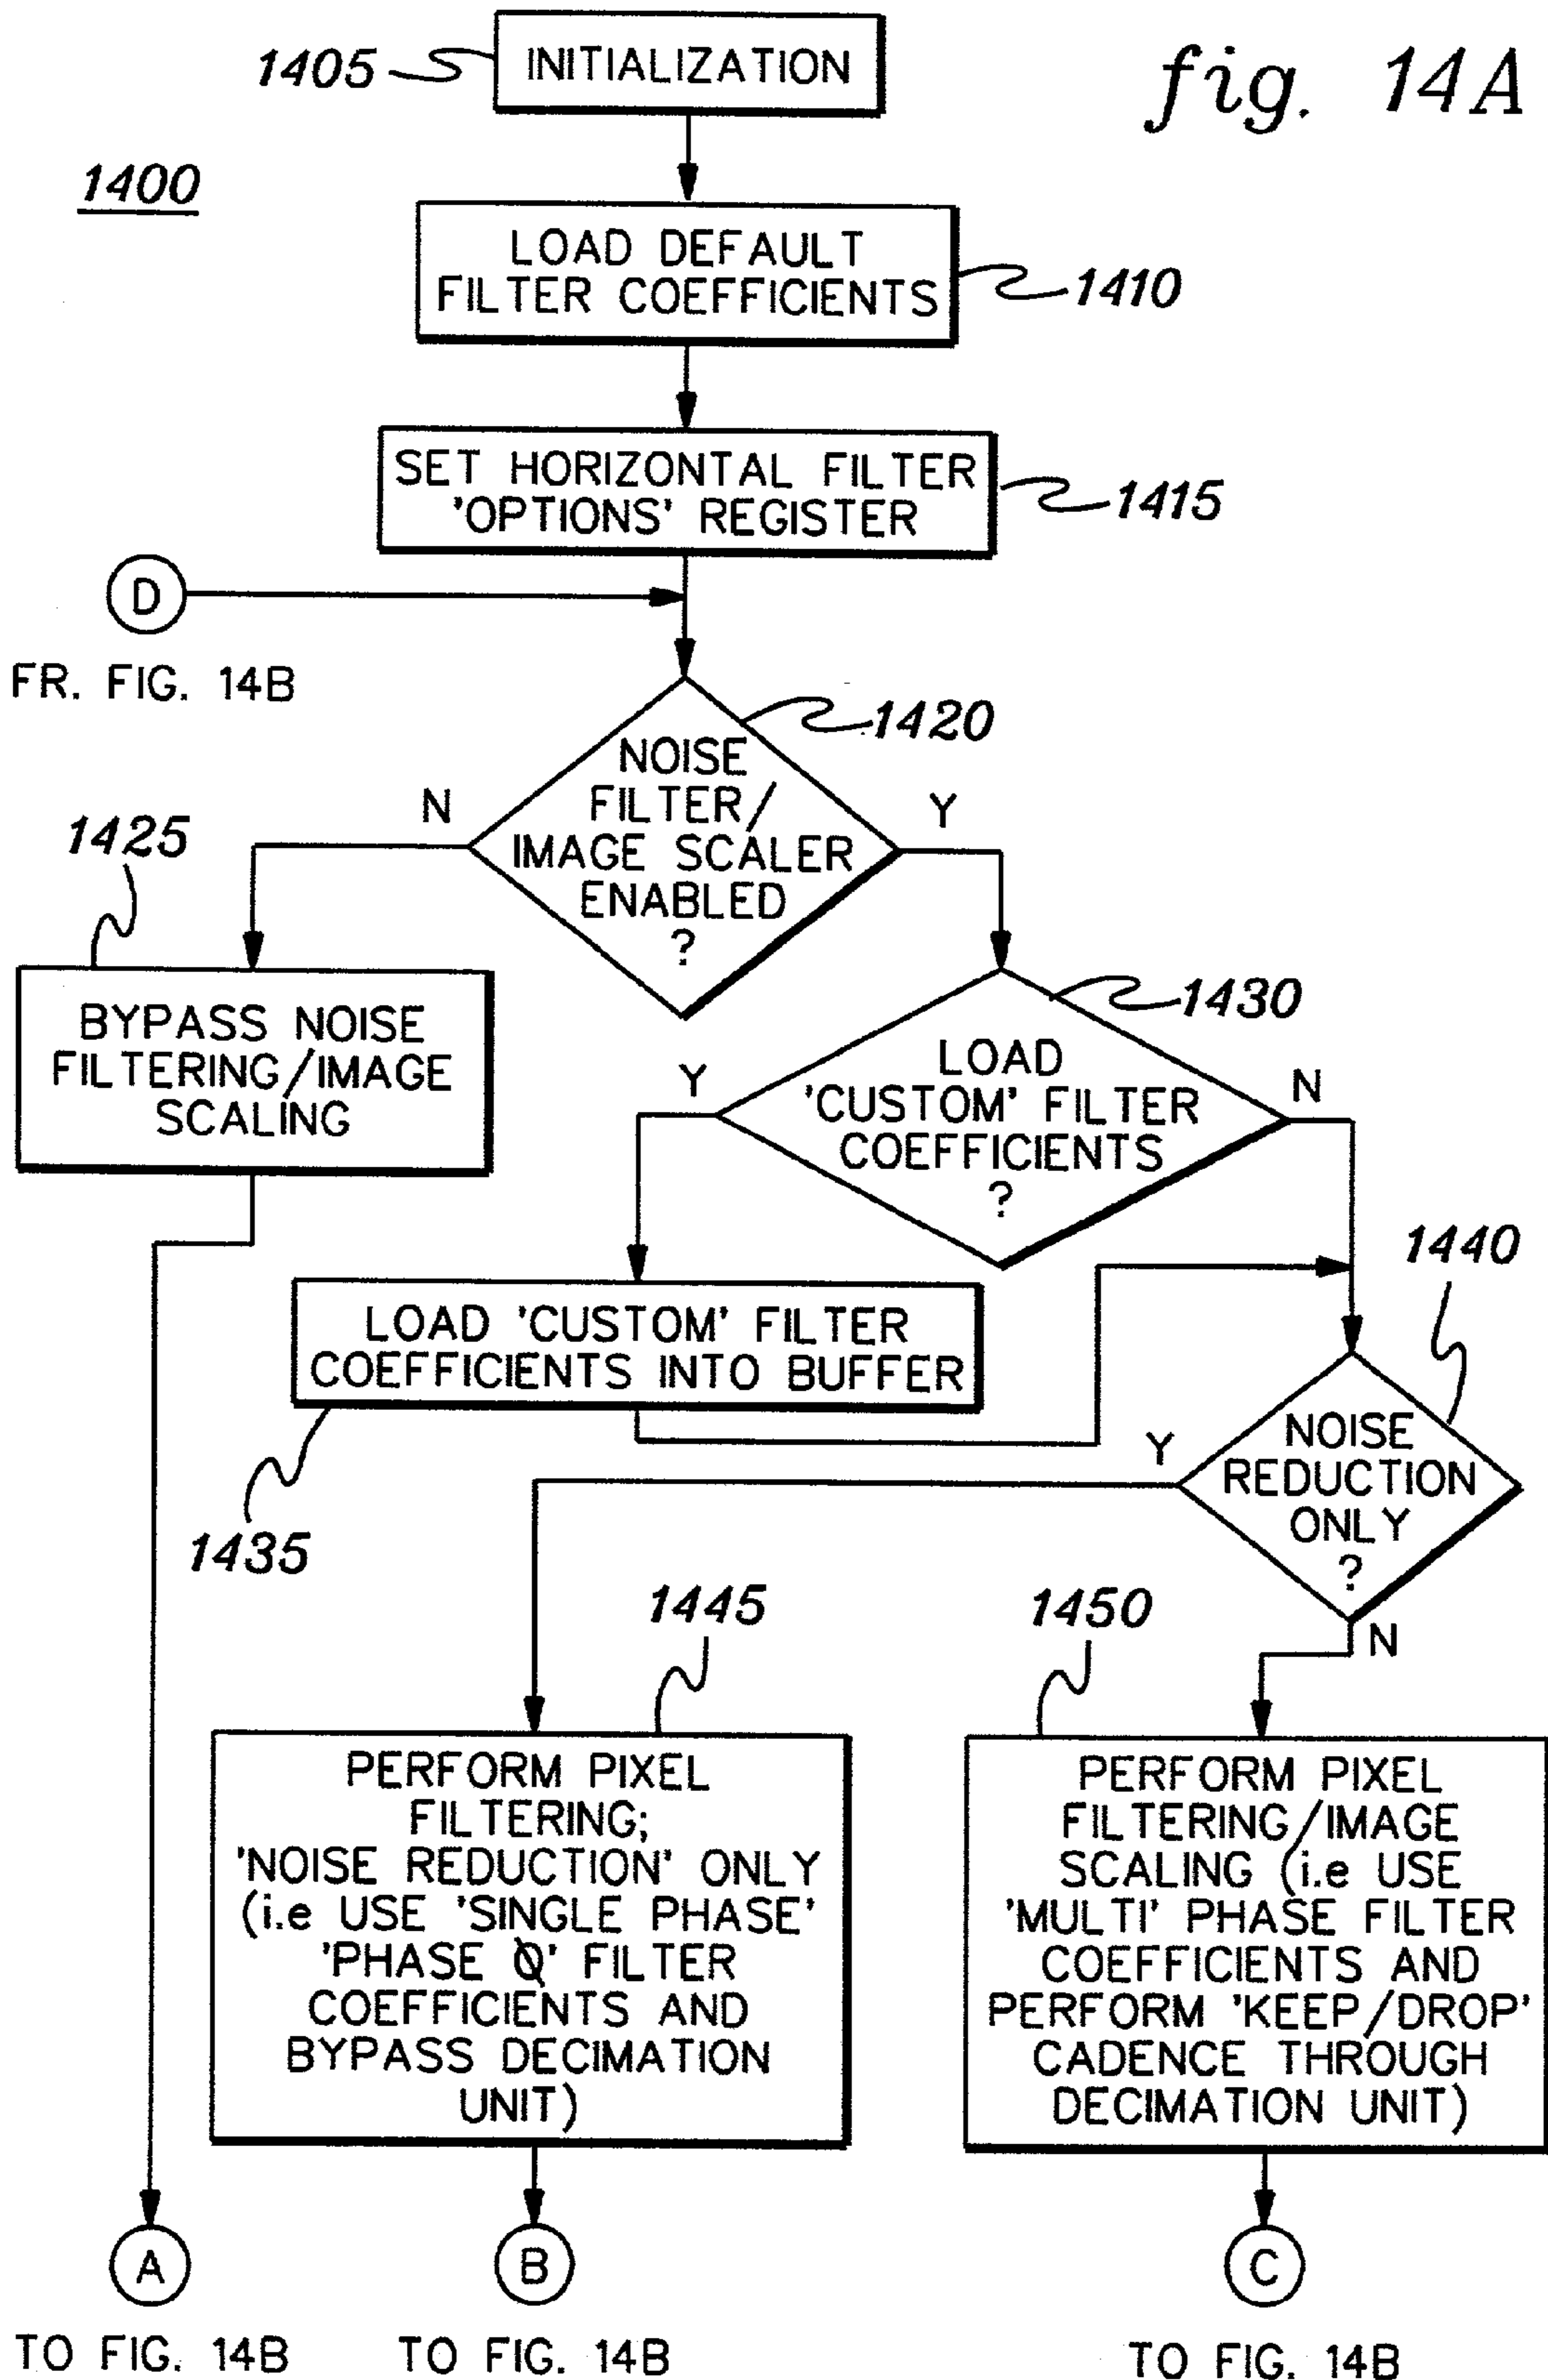 1405
INITIALIZATION
fig. 14A
1400
LOAD DEFAULT
FILTER COEFFICIENTS
1410
SET HORIZONTAL FILTER
'OPTIONS' REGISTER
1415
D
FR. FIG. 14B
1420
NOISE
FILTER/
IMAGE SCALER
ENABLED
?
N
Y
1425
BYPASS NOISE
FILTERING/IMAGE
SCALING
1430
LOAD
'CUSTOM' FILTER
COEFFICIENTS
?
Y
N
1440
LOAD 'CUSTOM' FILTER
COEFFICIENTS INTO BUFFER
1435
NOISE
REDUCTION
ONLY
?
Y
N
1445
1450
PERFORM PIXEL
FILTERING;
'NOISE REDUCTION' ONLY
(i.e USE 'SINGLE PHASE'
'PHASE Ø' FILTER
COEFFICIENTS AND
BYPASS DECIMATION
UNIT)
PERFORM PIXEL
FILTERING/IMAGE
SCALING (i.e USE
'MULTI' PHASE FILTER
COEFFICIENTS AND
PERFORM 'KEEP/DROP'
CADENCE THROUGH
DECIMATION UNIT)
A
B
C
TO FIG. 14B
TO FIG. 14B
TO FIG. 14B